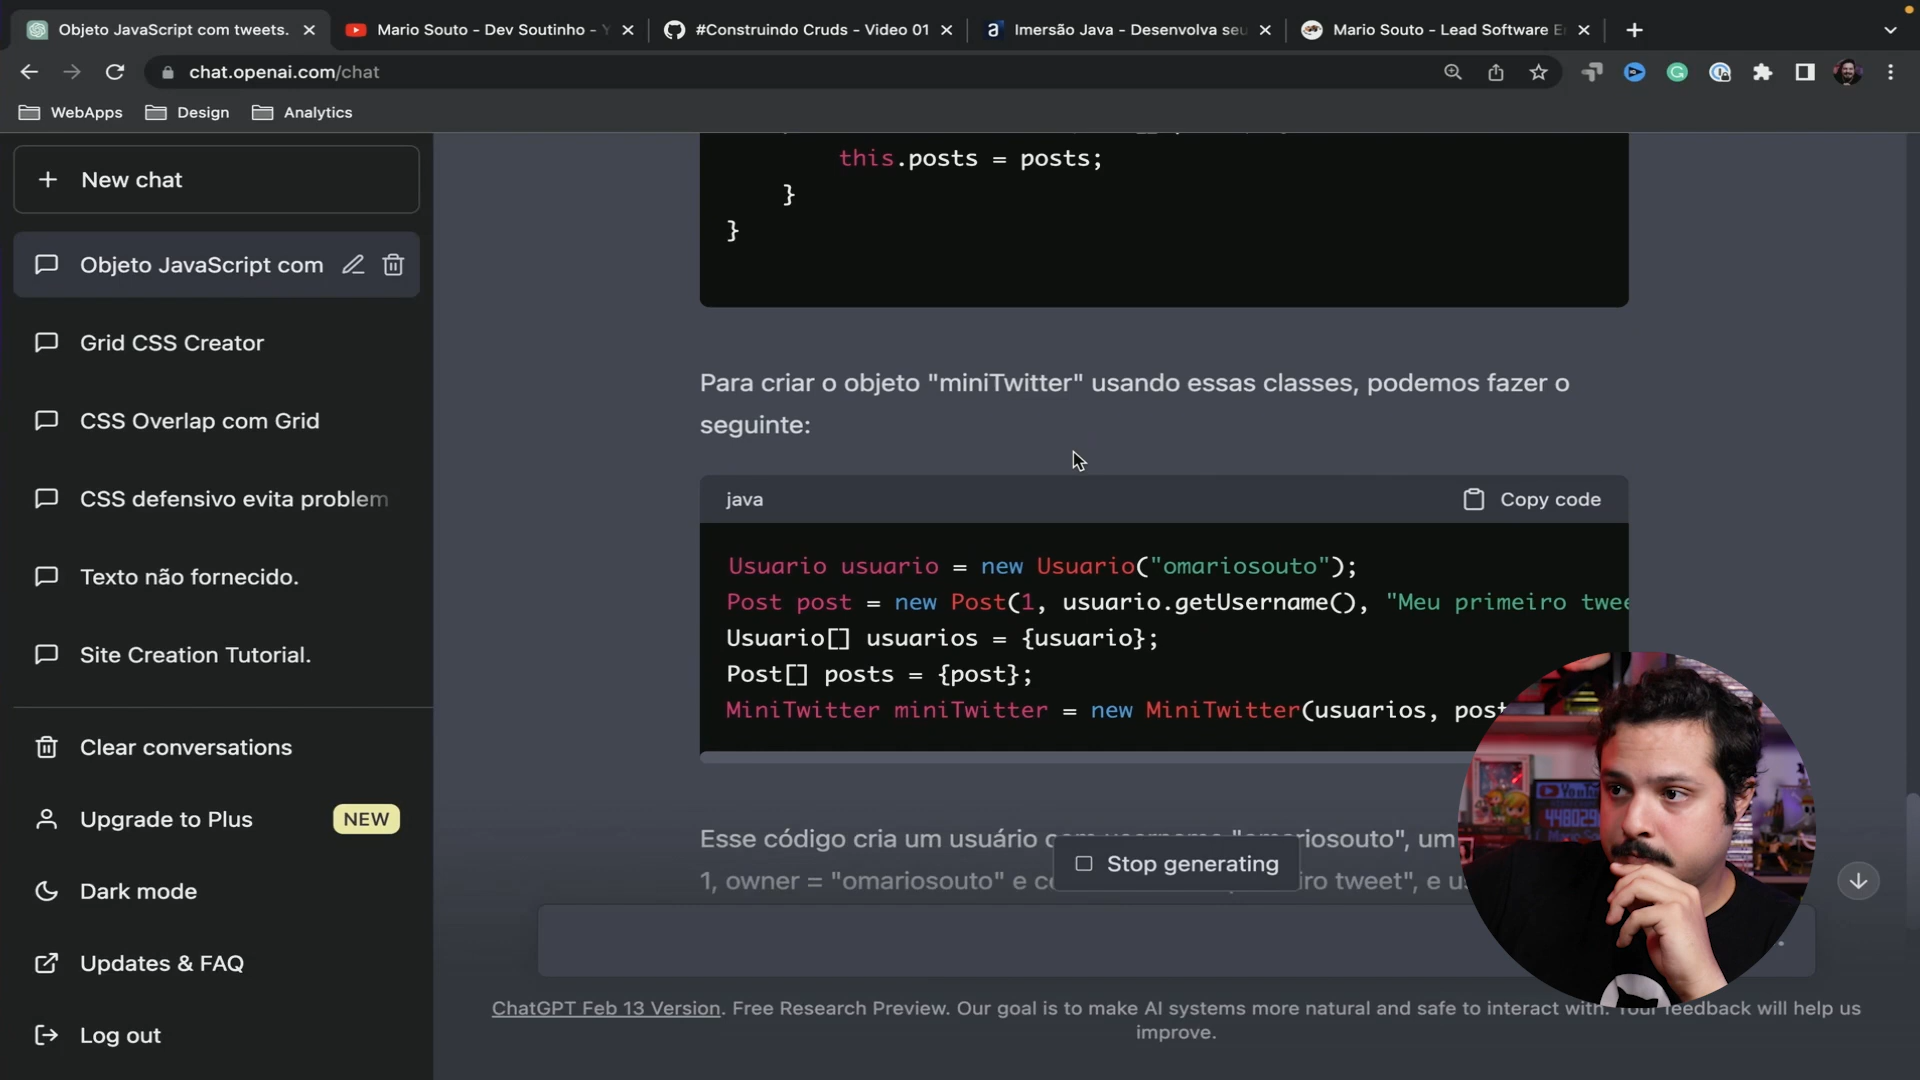 Objeto JavaScript com tweets.
Mario Souto - Dev Soutinho - Y
#Construindo Cruds - Video 01
Imersão Java - Desenvolva seu
Mario Souto - Lead Software E
chat.openai.com/chat
WebApps
Design
Analytics
New chat
Objeto JavaScript com
Grid CSS Creator
CSS Overlap com Grid
CSS defensivo evita problem
Texto não fornecido.
Site Creation Tutorial.
Clear conversations
Upgrade to Plus
NEW
Dark mode
Updates & FAQ
Log out
this.posts = posts;
}
}
Para criar o objeto "miniTwitter" usando essas classes, podemos fazer o
seguinte:
java
Copy code
Usuario usuario = new Usuario("omariosouto");
Post post = new Post(1, usuario.getUsername(), "Meu primeiro twee
Usuario[] usuarios = {usuario};
Post[] posts = {post};
MiniTwitter miniTwitter = new MiniTwitter(usuarios, post
Esse código cria um usuário
riosouto", um
1, owner = "omariosouto" e
ro tweet", e
Stop generating
ChatGPT Feb 13 Version. Free Research Preview. Our goal is to make AI systems more natural and safe to interact with. Your feedback will help us
improve.